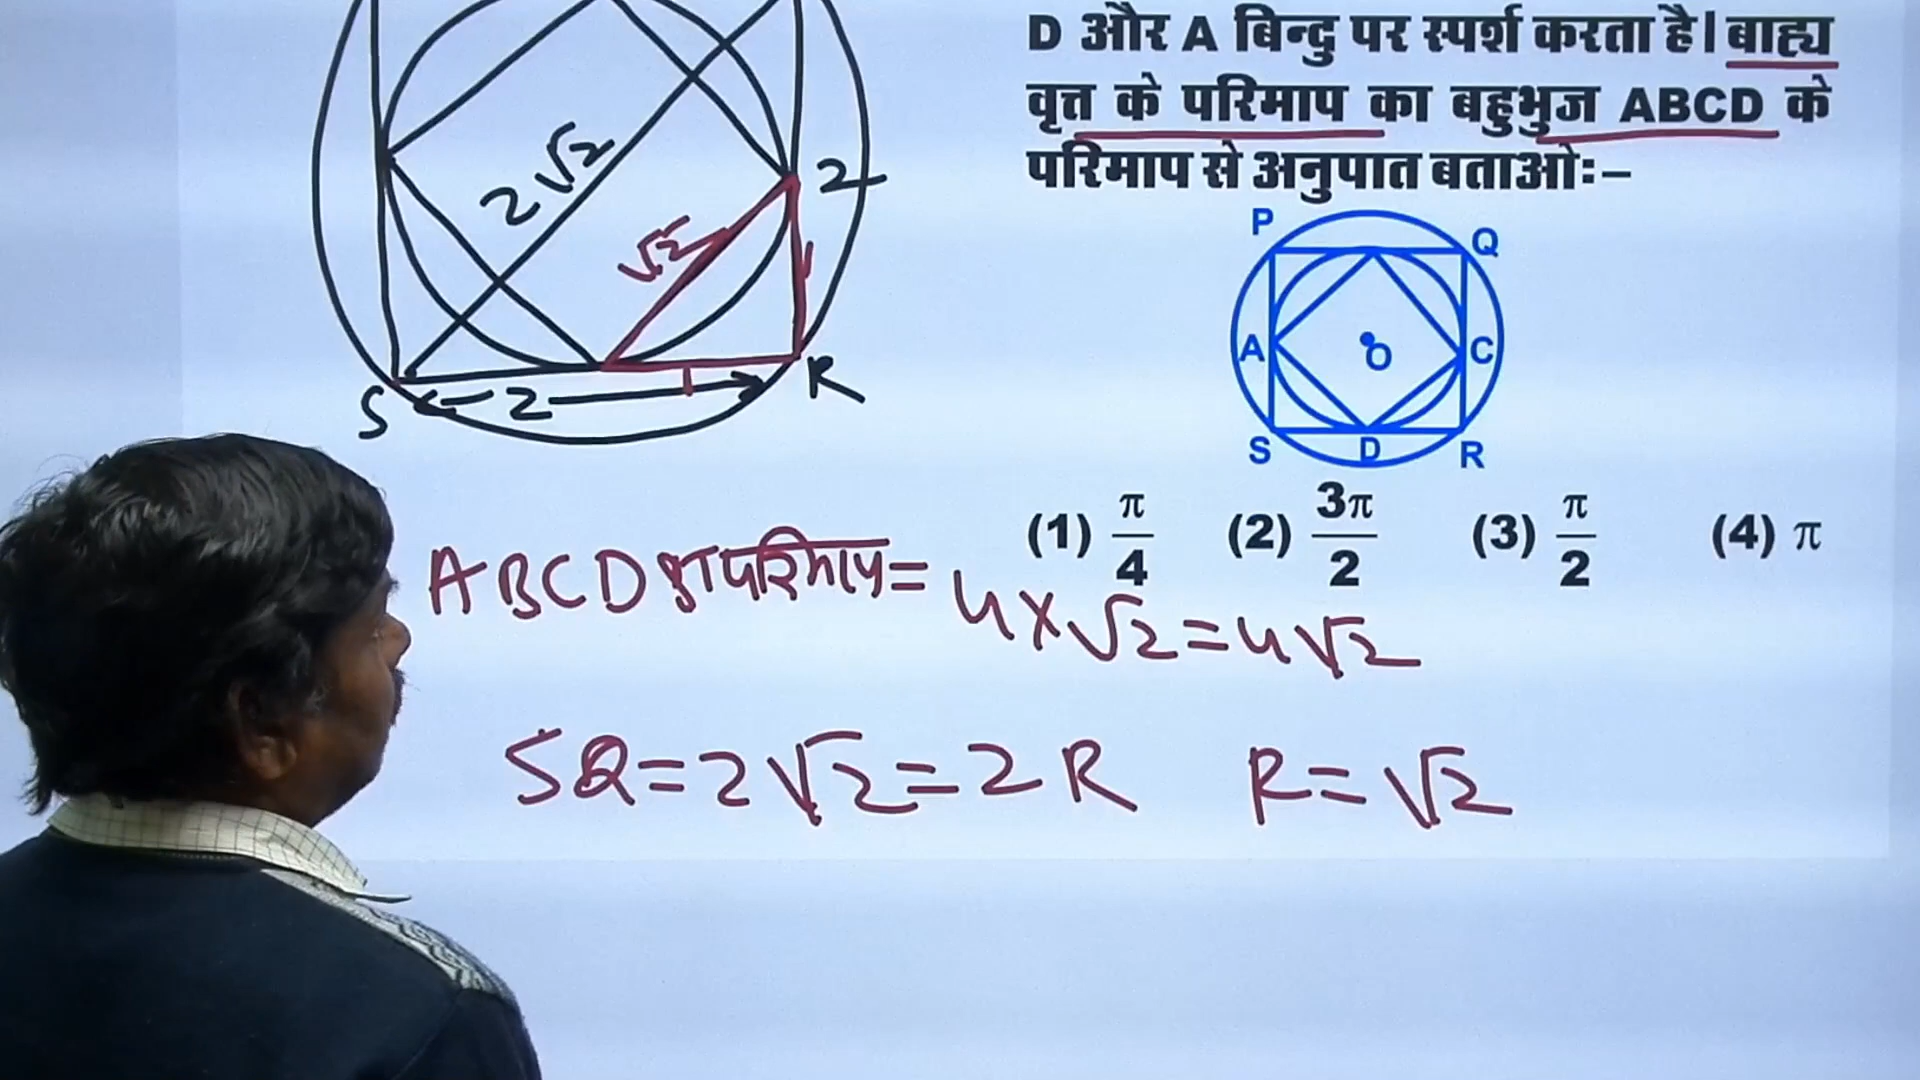 D और A बिन्दु पर स्पर्श करता है। बाह्य
वृत्त के परिमाप का बहुभुज ABCD के
परिमाप से अनुपात बताओः–
P
Q
A
O
C
S
D
R
(1) π/4 (2) 3π/2 (3) π/2 (4) π
2√2
2
√2
1
1
S
2
R
ABCD का परिमाप = 4×√2=4√2
SQ=2√2=2R R=√2